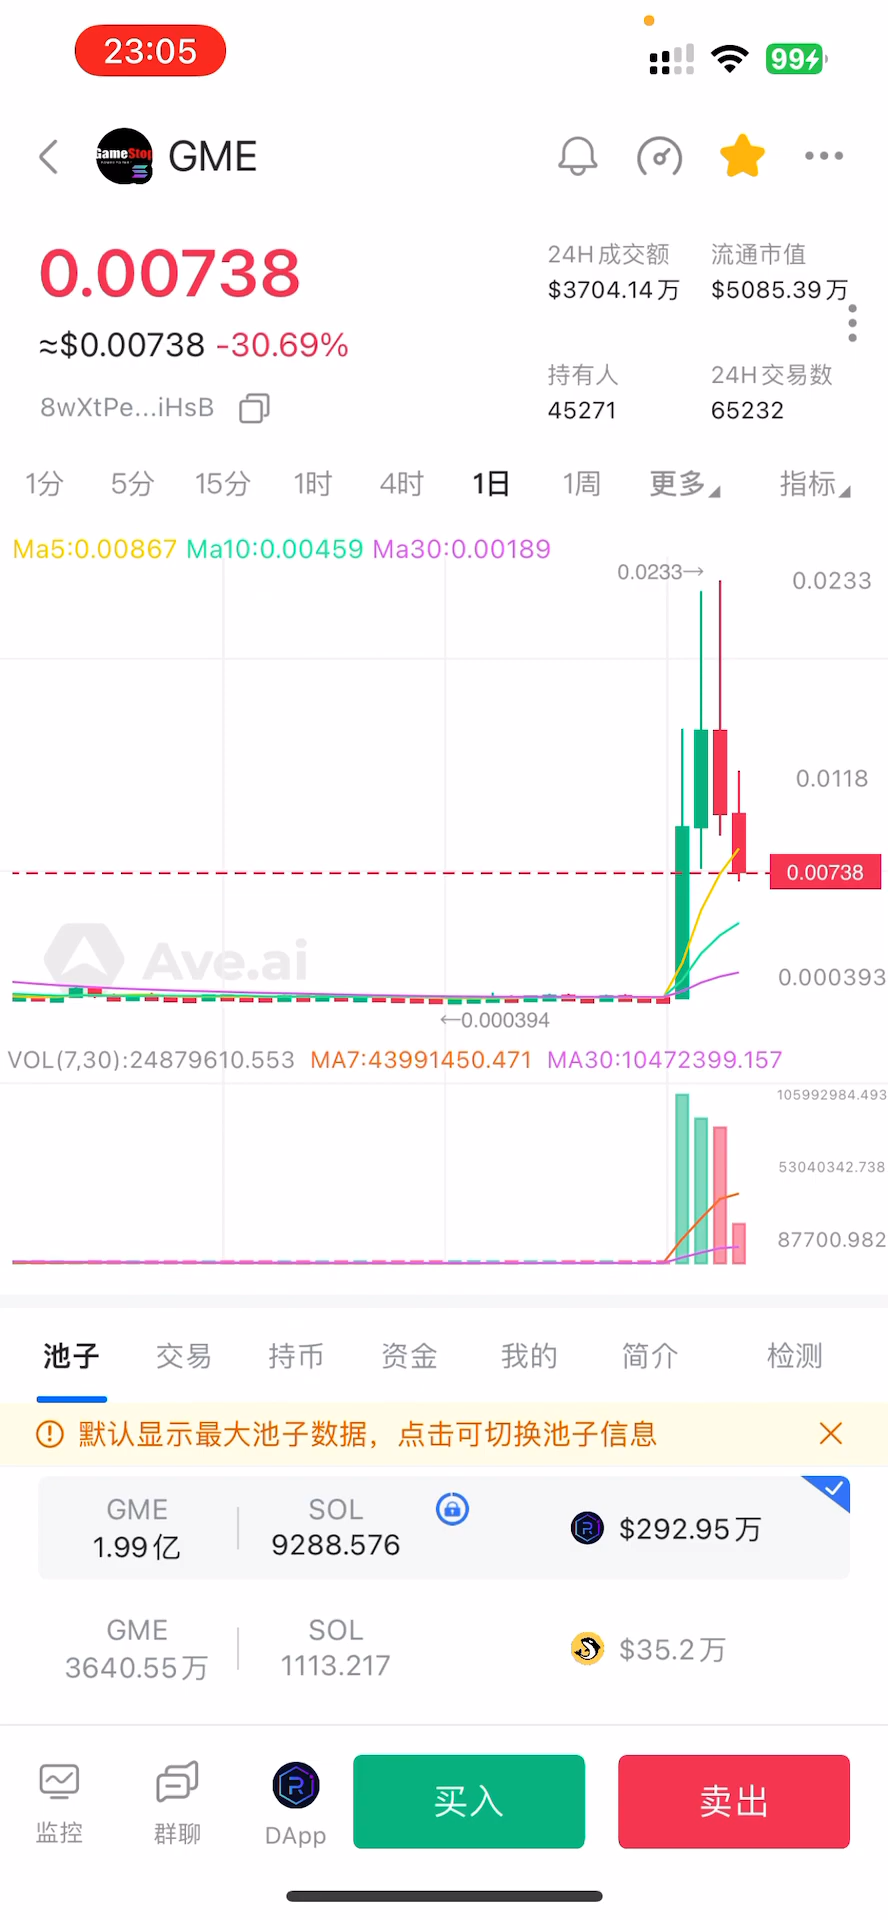 23:05
99
GameStop
GME
0.00738
≈$0.00738 -30.69%
8wXtPe...iHsB
24H成交额 流通市值
$3704.14万 $5085.39万
持有人 24H交易数
45271 65232
1分 5分 15分 1时 4时 1日 1周 更多 指标
Ma5:0.00867 Ma10:0.00459 Ma30:0.00189
0.0233→
0.0233
0.0118
0.00738
Ave.ai
0.000393
←0.000394
VOL(7,30):24879610.553 MA7:43991450.471 MA30:10472399.157
105992984.493
53040342.738
87700.982
池子 交易 持币 资金 我的 简介 检测
默认显示最大池子数据，点击可切换池子信息
GME SOL
1.99亿 9288.576 $292.95万
GME SOL
3640.55万 1113.217 $35.2万
监控 群聊 DApp 买入 卖出